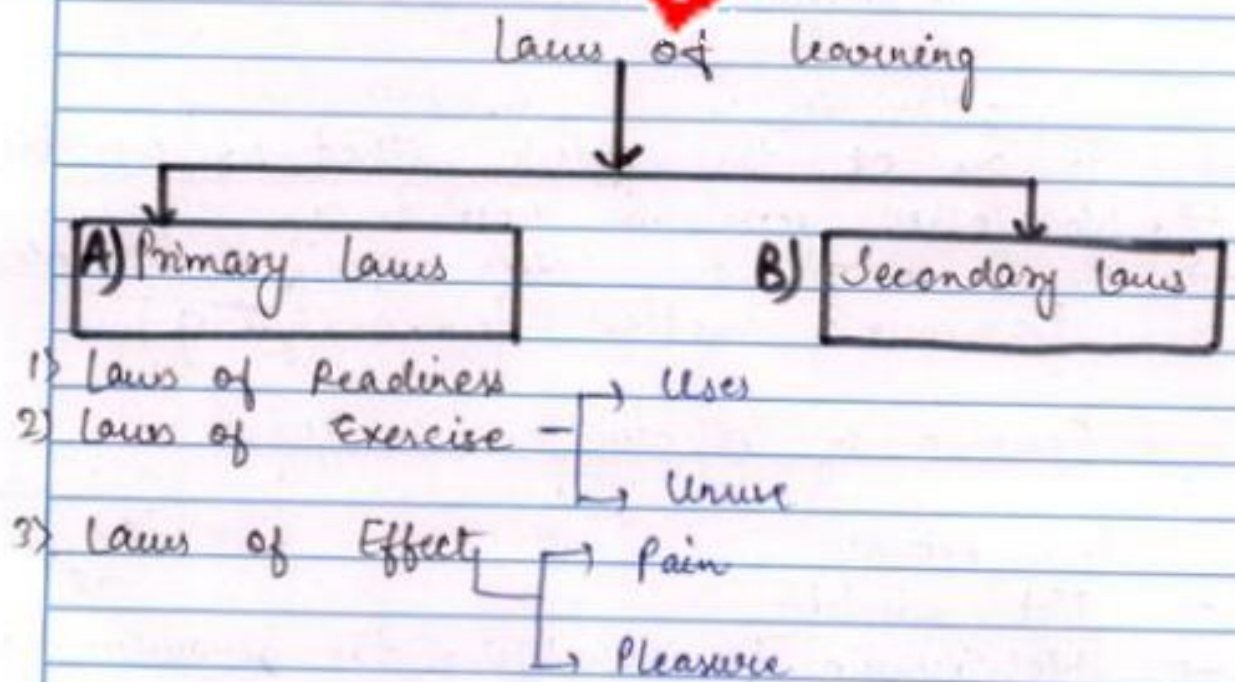 Laws of learning
A) Primary laws
B) Secondary laws
1) Laws of Readiness
2) Laws of Exercise
Uses
Unuse
3) Laws of Effect
Pain
Pleasure